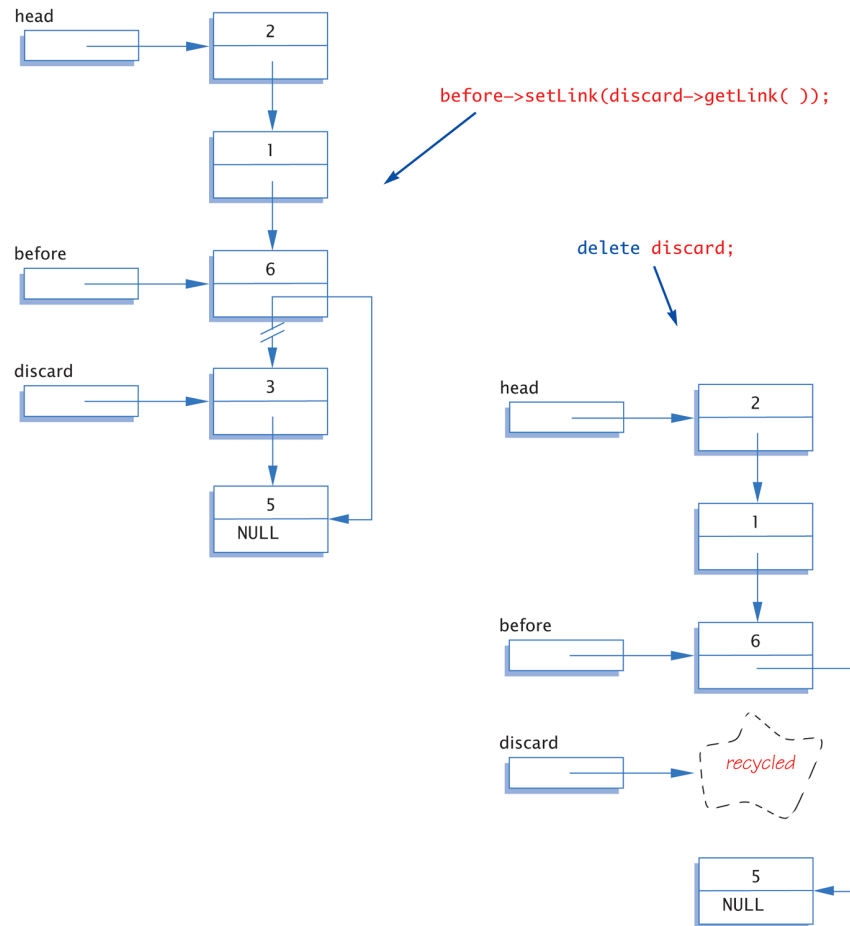 head
2
before–>setLink(discard–>getLink( ));
1
delete discard;
before
6
discard
3
head
2
5
NULL
1
before
6
discard
recycled
5
NULL